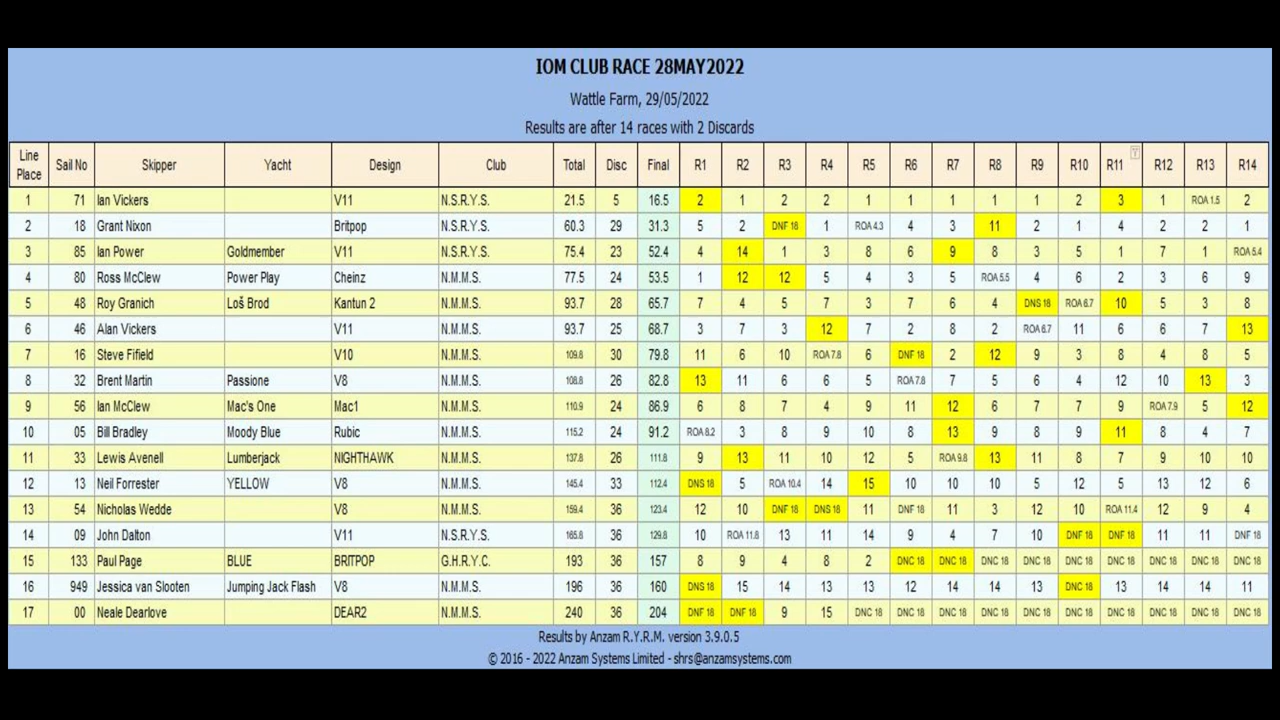 IOM CLUB RACE 28MAY2022
Wattle Farm, 29/05/2022
Results are after 14 races with 2 Discards
Line Place Sail No Skipper Yacht Design Club Total Disc Final R1 R2 R3 R4 R5 R6 R7 R8 R9 R10 R11 R12 R13 R14
1 71 Ian Vickers V11 N.S.R.Y.S. 21.5 5 16.5 2 1 2 2 1 1 1 1 1 2 3 1 ROA 1.5 2
2 18 Grant Nixon Britpop N.S.R.Y.S. 60.3 29 31.3 5 2 DNF 18 1 ROA 4.3 4 3 11 2 1 4 2 2 1
3 85 Ian Power Goldmember V11 N.S.R.Y.S. 75.4 23 52.4 4 14 1 3 8 6 9 8 3 5 1 7 1 ROA 5.4
4 80 Ross McClew Power Play Cheinz N.M.M.S. 77.5 24 53.5 1 12 12 5 4 3 5 ROA 5.5 4 6 2 3 6 9
5 48 Roy Granich Loš Brod Kantun 2 N.M.M.S. 93.7 28 65.7 7 4 5 7 3 7 6 4 DNS 18 ROA 6.7 10 5 3 8
6 46 Alan Vickers V11 N.M.M.S. 93.7 25 68.7 3 7 3 12 7 2 8 2 ROA 6.7 11 6 6 7 13
7 16 Steve Fifield V10 N.M.M.S. 109.8 30 79.8 11 6 10 ROA 7.8 6 DNF 18 2 12 9 3 8 4 8 5
8 32 Brent Martin Passione V8 N.M.M.S. 108.8 26 82.8 13 11 6 6 5 ROA 7.8 7 5 6 4 12 10 13 3
9 56 Ian McClew Mac's One Mac1 N.M.M.S. 110.9 24 86.9 6 8 7 4 9 11 12 6 7 7 9 ROA 7.9 5 12
10 05 Bill Bradley Moody Blue Rubic N.M.M.S. 115.2 24 91.2 ROA 8.2 3 8 9 10 8 13 9 8 9 11 8 4 7
11 33 Lewis Avenell Lumberjack NIGHTHAWK N.M.M.S. 137.8 26 111.8 9 13 11 10 12 5 ROA 9.8 13 11 8 7 9 10 10
12 13 Neil Forrester YELLOW V8 N.M.M.S. 145.4 33 112.4 DNS 18 5 ROA 10.4 14 15 10 10 10 5 12 5 13 12 6
13 54 Nicholas Wedde V8 N.M.M.S. 159.4 36 123.4 12 10 DNF 18 DNS 18 11 DNF 18 11 3 12 10 ROA 11.4 12 9 4
14 09 John Dalton V11 N.S.R.Y.S. 165.8 36 129.8 10 ROA 11.8 13 11 14 9 4 7 10 DNF 18 DNF 18 11 11 DNF 18
15 133 Paul Page BLUE BRITPOP G.H.R.Y.C. 193 36 157 8 9 4 8 2 DNC 18 DNC 18 DNC 18 DNC 18 DNC 18 DNC 18 DNC 18 DNC 18 DNC 18
16 949 Jessica van Slooten Jumping Jack Flash V8 N.M.M.S. 196 36 160 DNS 18 15 14 13 13 12 14 14 13 DNC 18 13 14 14 11
17 00 Neale Dearlove DEAR2 N.M.M.S. 240 36 204 DNF 18 DNF 18 9 15 DNC 18 DNC 18 DNC 18 DNC 18 DNC 18 DNC 18 DNC 18 DNC 18 DNC 18 DNC 18
Results by Anzam R.Y.R.M. version 3.9.0.5
© 2016 - 2022 Anzam Systems Limited - shrs@anzamsystems.com